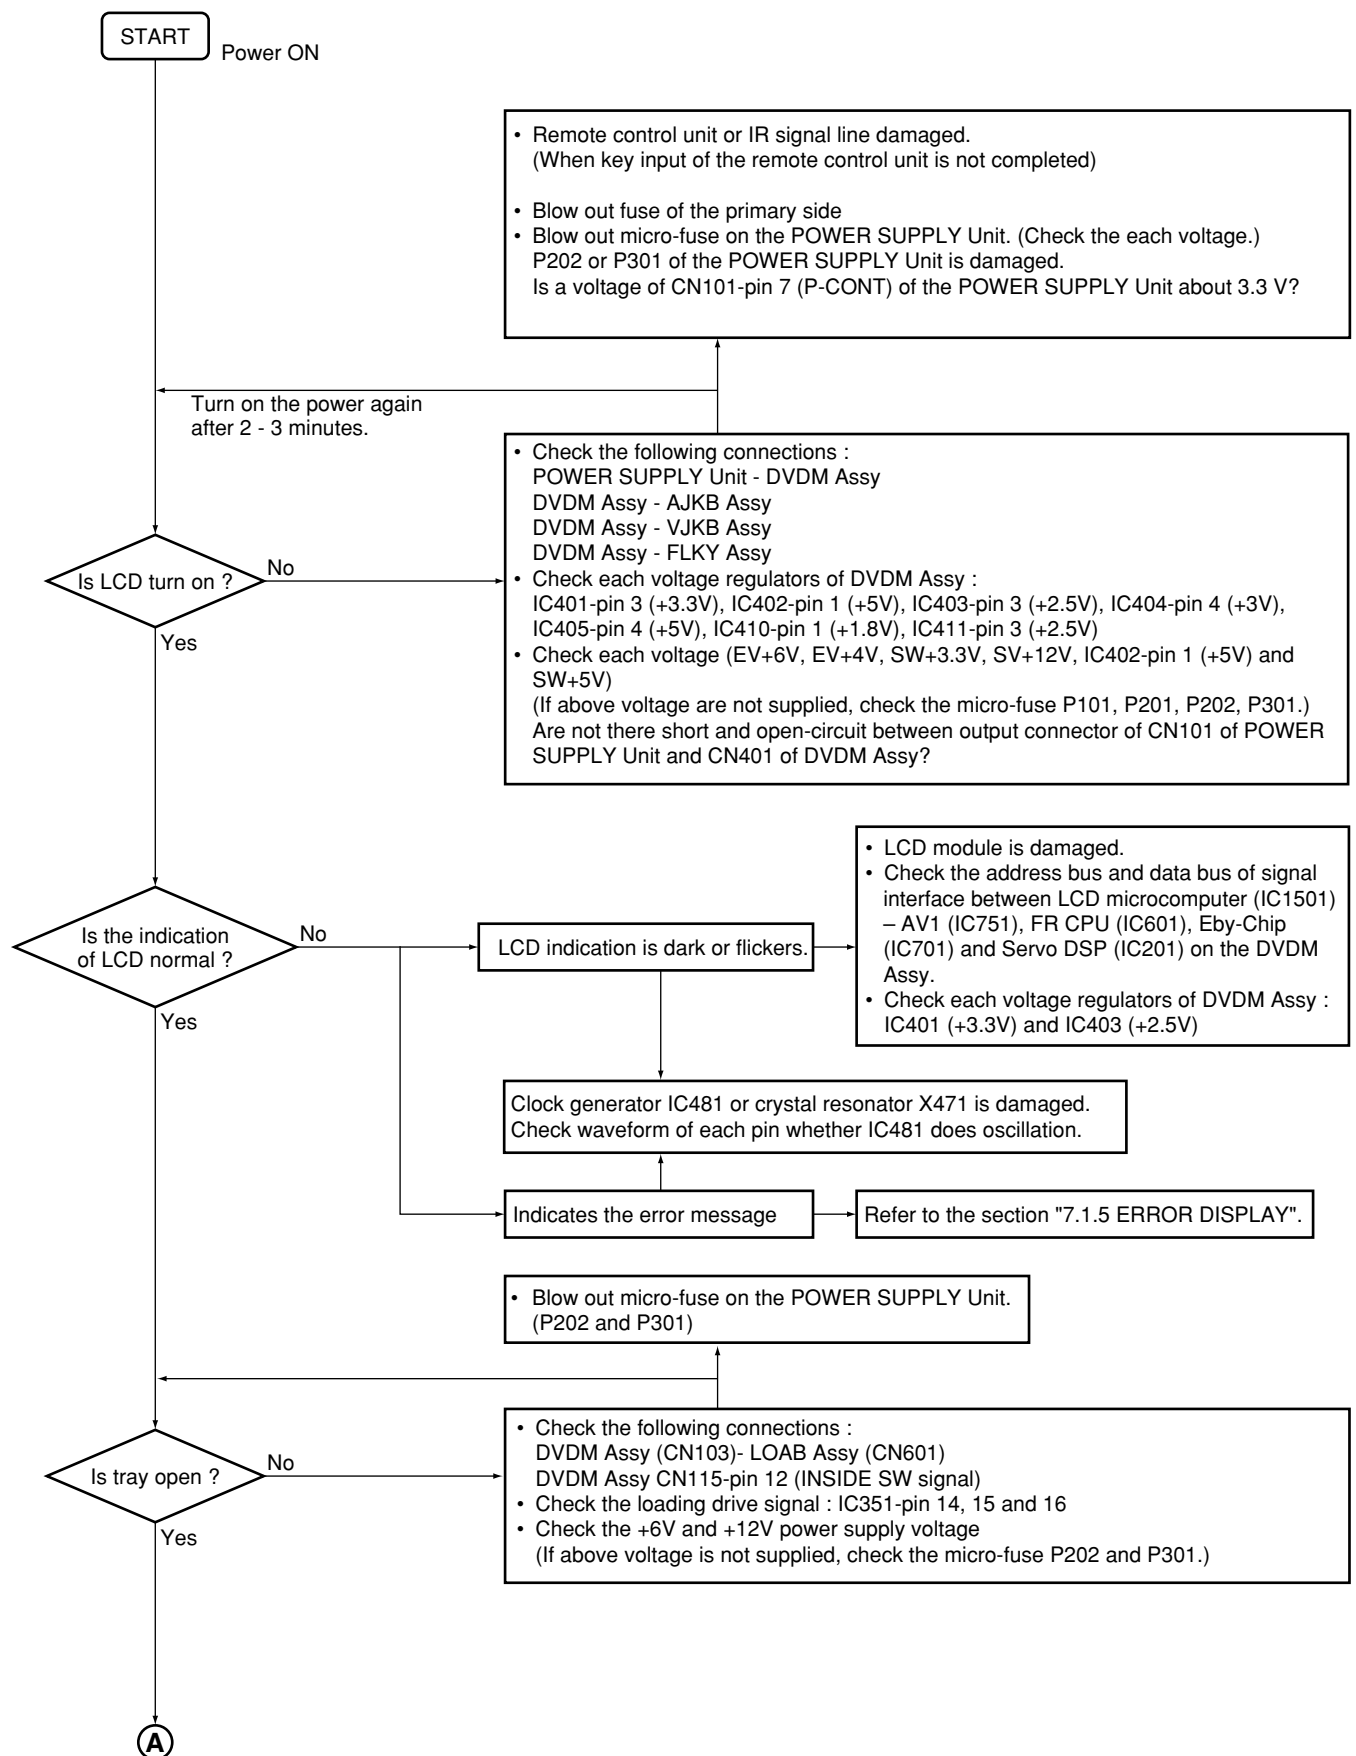 START
Power ON
• Remote control unit or IR signal line damaged.
(When key input of the remote control unit is not completed)
• Blow out fuse of the primary side
• Blow out micro-fuse on the POWER SUPPLY Unit. (Check the each voltage.)
P202 or P301 of the POWER SUPPLY Unit is damaged.
Is a voltage of CN101-pin 7 (P-CONT) of the POWER SUPPLY Unit about 3.3 V?
Turn on the power again
after 2 - 3 minutes.
• Check the following connections :
POWER SUPPLY Unit - DVDM Assy
DVDM Assy - AJKB Assy
DVDM Assy - VJKB Assy
DVDM Assy - FLKY Assy
• Check each voltage regulators of DVDM Assy :
IC401-pin 3 (+3.3V), IC402-pin 1 (+5V), IC403-pin 3 (+2.5V), IC404-pin 4 (+3V),
IC405-pin 4 (+5V), IC410-pin 1 (+1.8V), IC411-pin 3 (+2.5V)
• Check each voltage (EV+6V, EV+4V, SW+3.3V, SV+12V, IC402-pin 1 (+5V) and
SW+5V)
(If above voltage are not supplied, check the micro-fuse P101, P201, P202, P301.)
Are not there short and open-circuit between output connector of CN101 of POWER
SUPPLY Unit and CN401 of DVDM Assy?
Is LCD turn on ?
No
Yes
Is the indication
of LCD normal ?
No
Yes
LCD indication is dark or flickers.
• LCD module is damaged.
• Check the address bus and data bus of signal
interface between LCD microcomputer (IC1501)
– AV1 (IC751), FR CPU (IC601), Eby-Chip
(IC701) and Servo DSP (IC201) on the DVDM
Assy.
• Check each voltage regulators of DVDM Assy :
IC401 (+3.3V) and IC403 (+2.5V)
Clock generator IC481 or crystal resonator X471 is damaged.
Check waveform of each pin whether IC481 does oscillation.
Indicates the error message
Refer to the section "7.1.5 ERROR DISPLAY".
• Blow out micro-fuse on the POWER SUPPLY Unit.
(P202 and P301)
Is tray open ?
No
Yes
• Check the following connections :
DVDM Assy (CN103)- LOAB Assy (CN601)
DVDM Assy CN115-pin 12 (INSIDE SW signal)
• Check the loading drive signal : IC351-pin 14, 15 and 16
• Check the +6V and +12V power supply voltage
(If above voltage is not supplied, check the micro-fuse P202 and P301.)
A